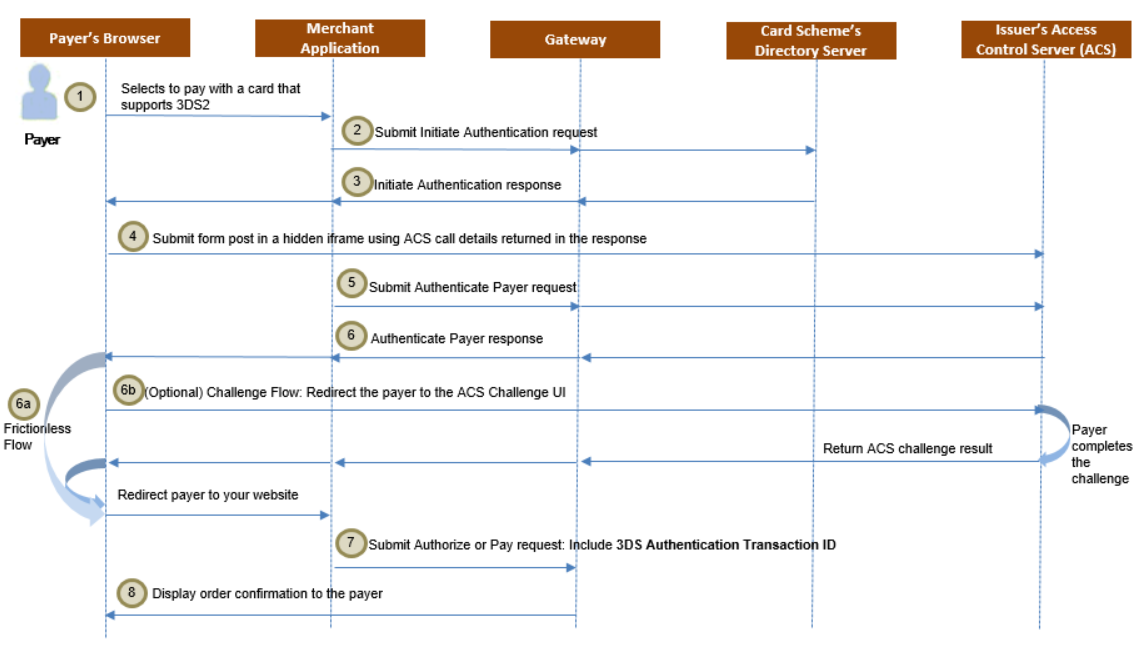 Payer's Browser
Merchant
Application
Gateway
Card Scheme's
Directory Server
Issuer's Access
Control Server (ACS)
1
Selects to pay with a card that
supports 3DS2
Payer
2
Submit Initiate Authentication request
3
Initiate Authentication response
4
Submit form post in a hidden iframe using ACS call details returned in the response
5
Submit Authenticate Payer request
6
Authenticate Payer response
6b
(Optional) Challenge Flow: Redirect the payer to the ACS Challenge UI
6a
Frictionless
Flow
Payer
completes
the
challenge
Return ACS challenge result
Redirect payer to your website
7
Submit Authorize or Pay request: Include 3DS Authentication Transaction ID
8
Display order confirmation to the payer